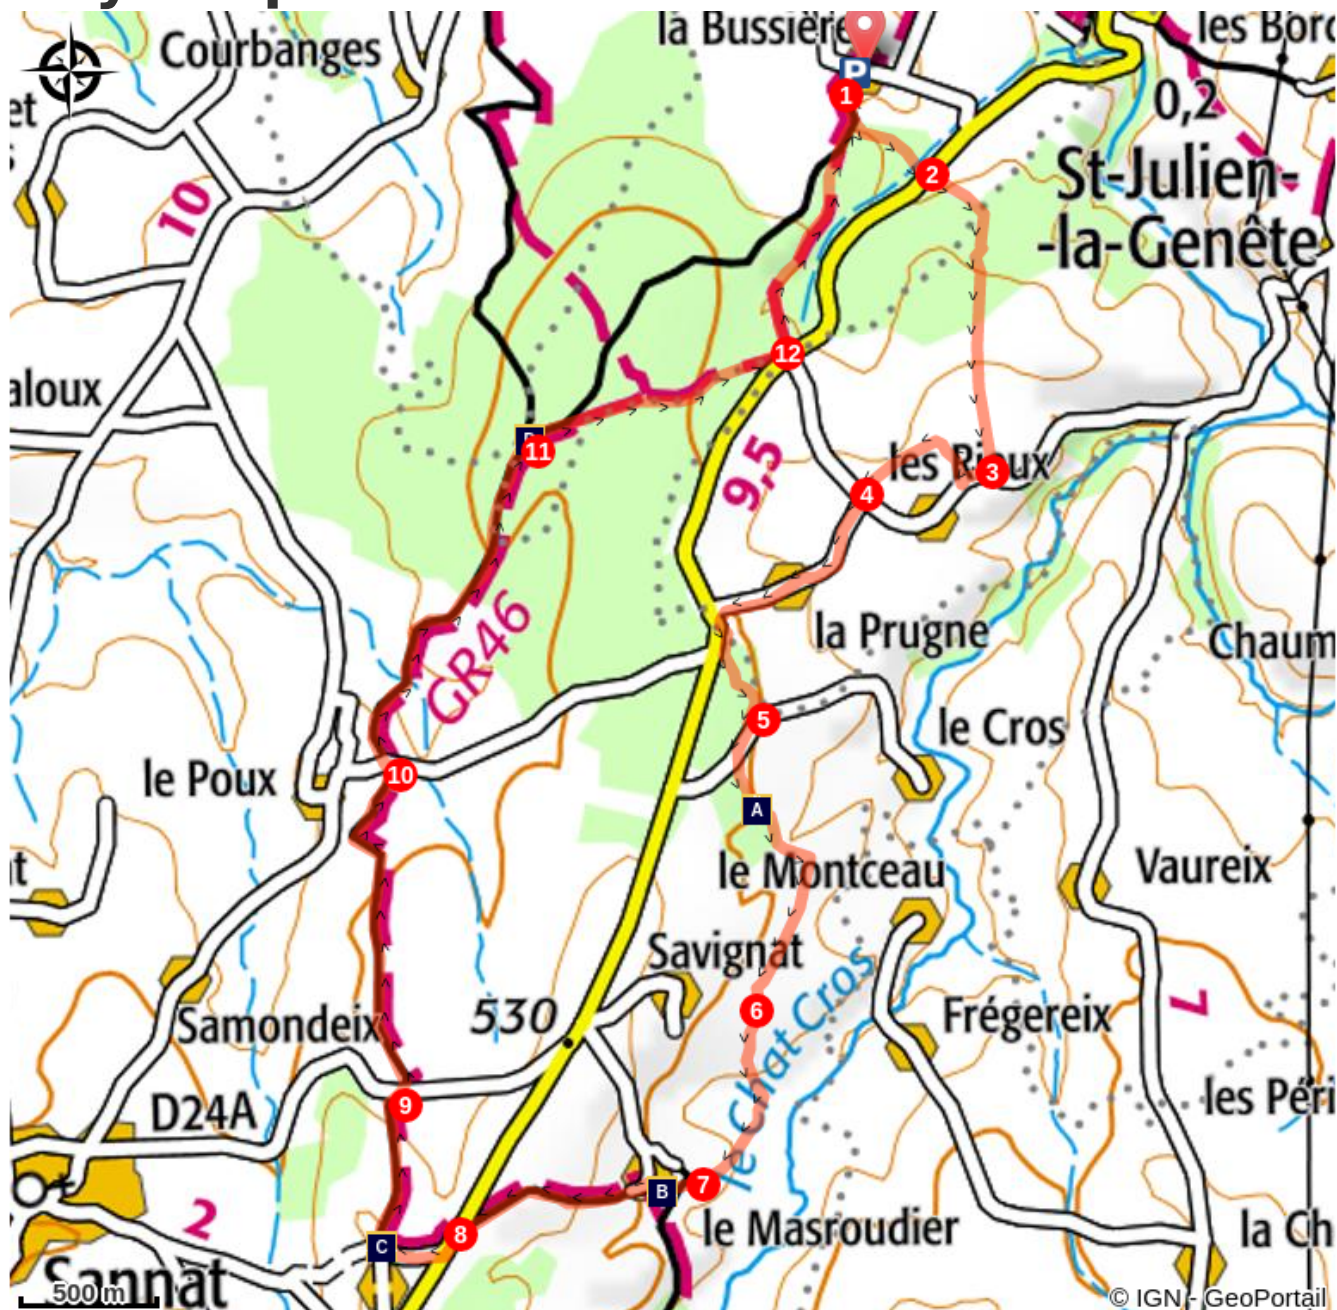 la Bussière
les Bord
Courbanges
P
1
0,2
et
2
St-Julien-
-la-Genête
10
12
aloux
11
9,5
les Rioux
3
4
GR46
la Prugne
Chaum
5
le Cros
le Poux
10
A
le Montceau
Vaureix
Savignat
6
530
Samondeix
le Chat Cros
Frégereix
7
les Péri
D24A
9
7
B
2
8
le Masroudier
la Ch
C
Sannat
500 m
© IGN - GeoPortail